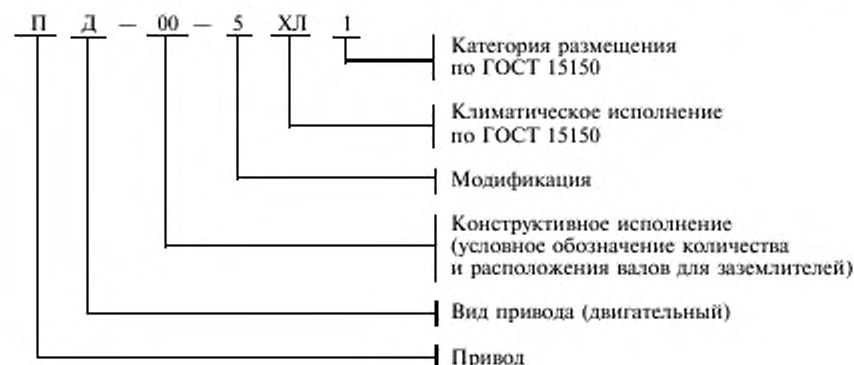 П Д — 00 — 5 ХЛ 1
Категория размещения
по ГОСТ 15150
Климатическое исполнение
по ГОСТ 15150
Модификация
Конструктивное исполнение
(условное обозначение количества
и расположения валов для заземлителей)
Вид привода (двигательный)
Привод